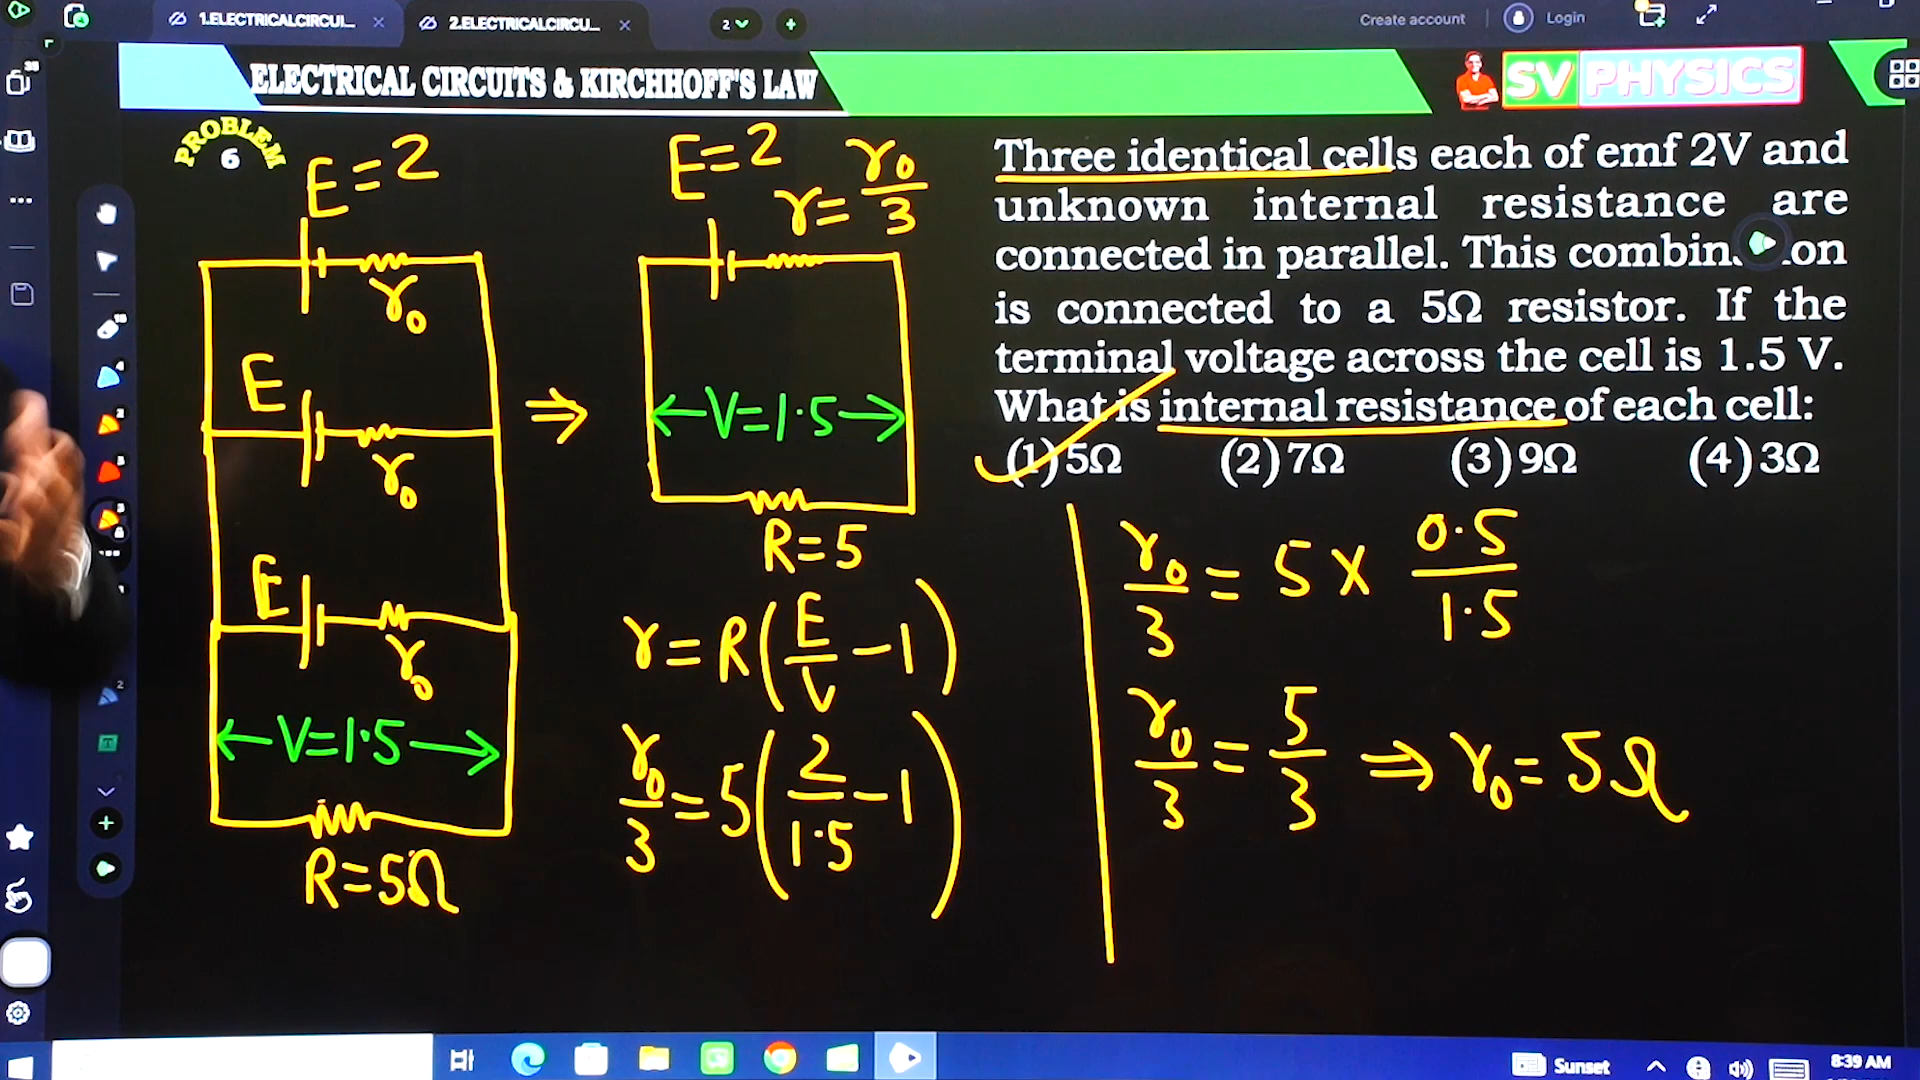 1.ELECTRICALCIRCUI...
2.ELECTRICALCIRCU...
2
Create account
Login
ELECTRICAL CIRCUITS & KIRCHHOFF'S LAW
SV PHYSICS
PROBLEM
6
Three identical cells each of emf 2V and
unknown internal resistance are
connected in parallel. This
is connected to a 5Ω resistor. If the
terminal voltage across the cell is 1.5 V.
What is internal resistance of each cell:
(1) 5Ω (2) 7Ω (3) 9Ω (4) 3Ω
E=2
r₀
E
r₀
E
r₀
V=1.5
R=5Ω
⇒
E=2
r=r₀/3
V=1.5
R=5
r=R(E/V-1)
r₀/3=5(2/1.5-1)
r₀/3=5×0.5/1.5
r₀/3=5/3⇒r₀=5Ω
Sunset
8:39 AM